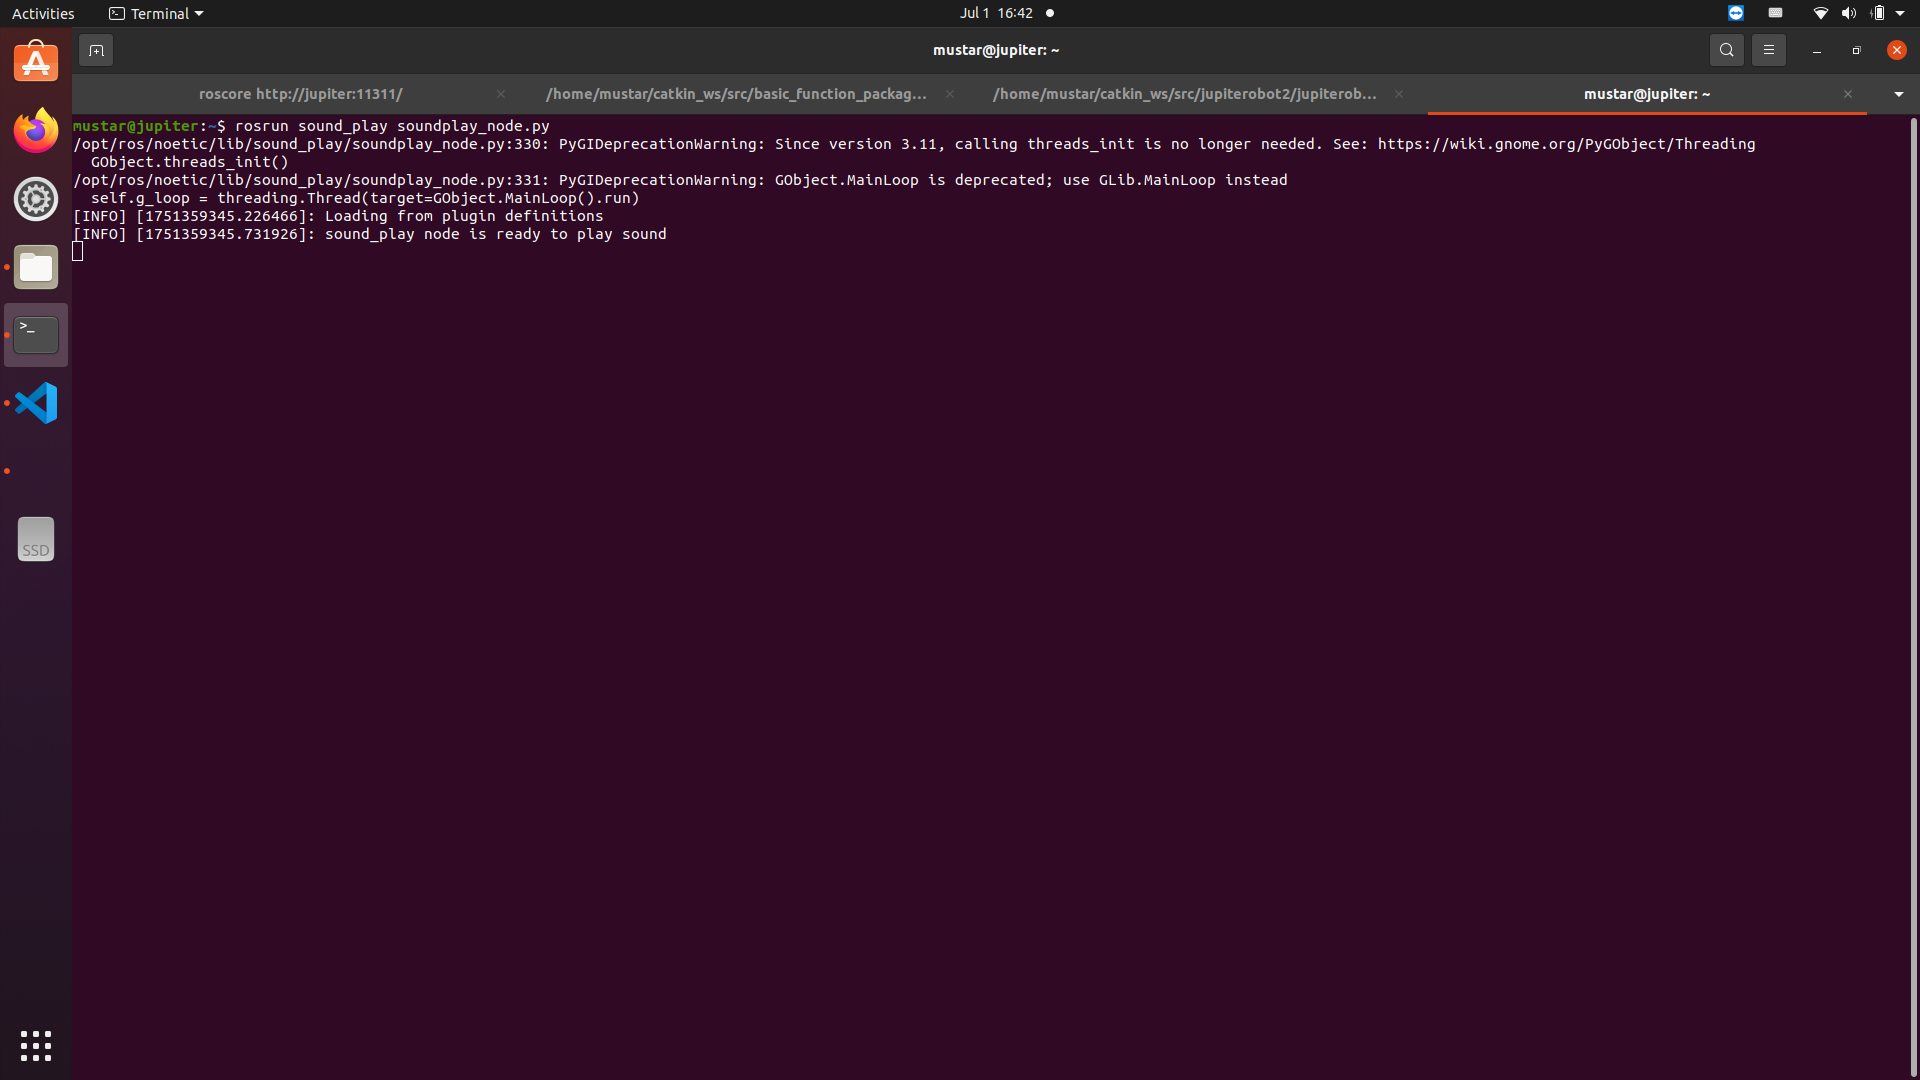 Activities
Terminal
Jul 1 16:42
mustar@jupiter: ~
roscore http://jupiter:11311/
/home/mustar/catkin_ws/src/basic_function_packag...
/home/mustar/catkin_ws/src/jupiterobot2/jupiterob...
mustar@jupiter: ~
mustar@jupiter:~$ rosrun sound_play soundplay_node.py
/opt/ros/noetic/lib/sound_play/soundplay_node.py:330: PyGIDeprecationWarning: Since version 3.11, calling threads_init is no longer needed. See: https://wiki.gnome.org/PyGObject/Threading
  GObject.threads_init()
/opt/ros/noetic/lib/sound_play/soundplay_node.py:331: PyGIDeprecationWarning: GObject.MainLoop is deprecated; use GLib.MainLoop instead
  self.g_loop = threading.Thread(target=GObject.MainLoop().run)
[INFO] [1751359345.226466]: Loading from plugin definitions
[INFO] [1751359345.731926]: sound_play node is ready to play sound
>_
SSD